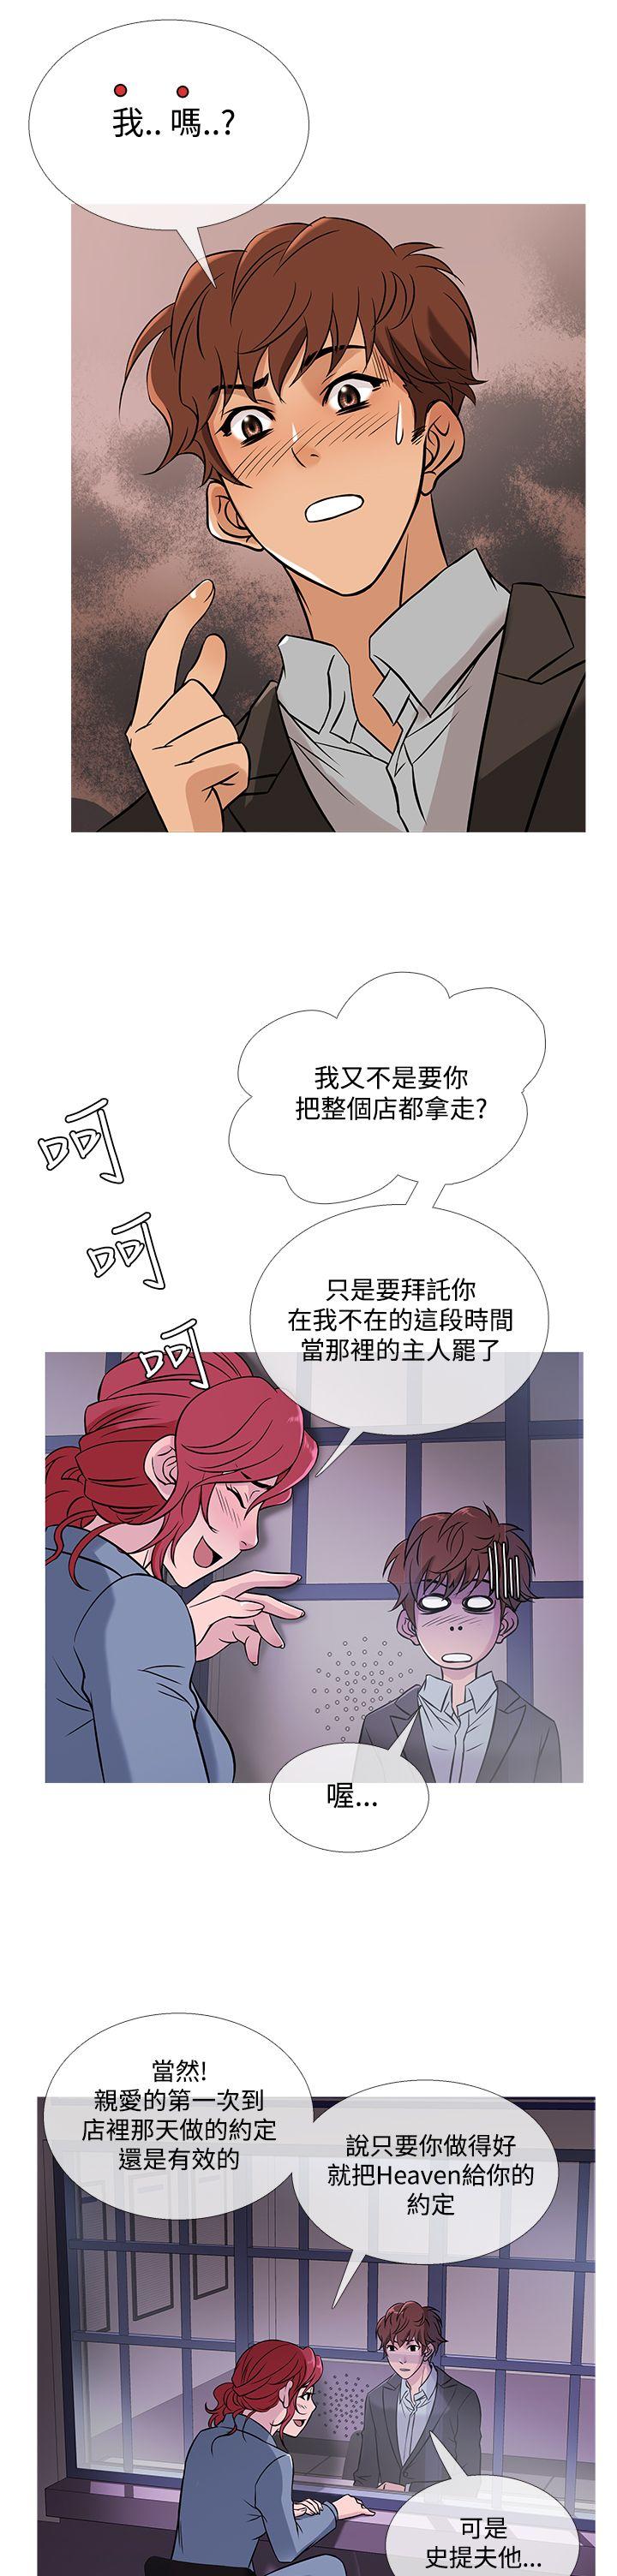 我.. 嗎..?
我又不是要你
把整個店都拿走?
呵
呵
呵
只是要拜託你
在我不在的這段時間
當那裡的主人罷了
喔...
當然!
親愛的第一次到
店裡那天做的約定
還是有效的
說只要你做得好
就把Heaven給你的
約定
可是
史提夫他...